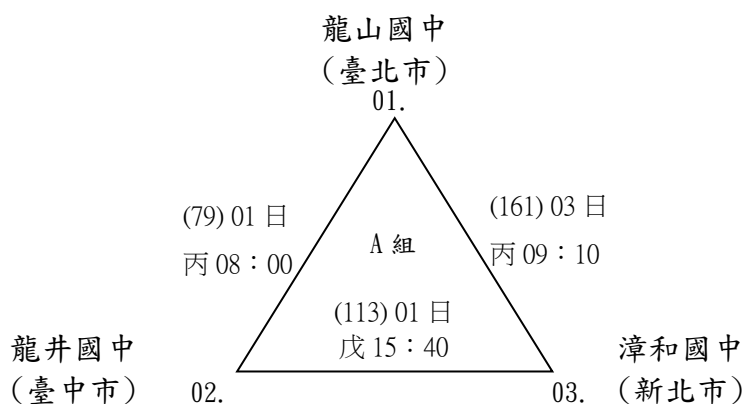 龍山國中
（臺北市）
01.
(79) 01 日
丙 08：00
A 組
(161) 03 日
丙 09：10
(113) 01 日
戊 15：40
龍井國中
（臺中市）
02.
03.
漳和國中
（新北市）